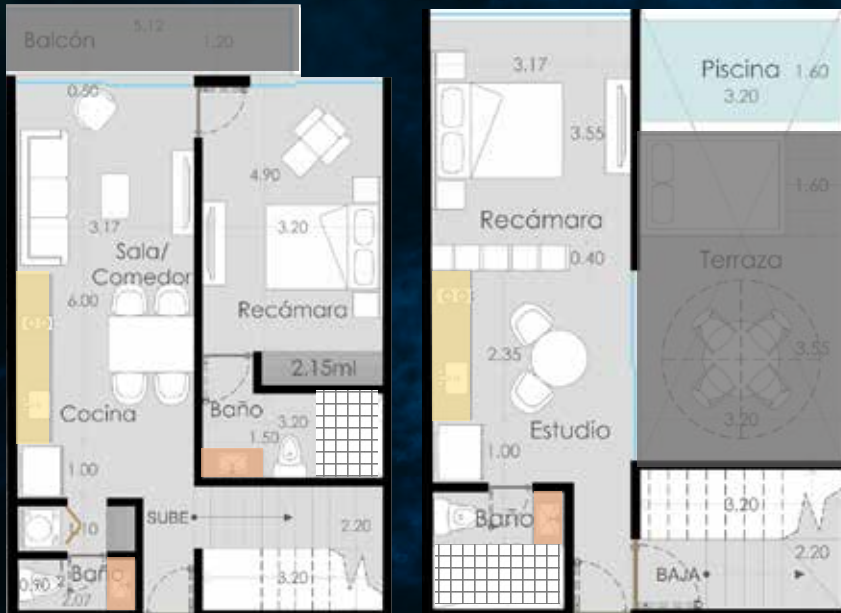 5.12
Balcón
1.20
0.50
4.90
3.17
3.20
Sala/
Comedor
6.00
Recámara
2.15ml
Cocina
Baño
3.20
1.50
1.00
SUBE
2.20
Baño
0.90
2.07
3.20
Piscina
1.60
3.20
3.17
3.55
1.60
Recámara
0.40
Terraza
2.35
3.55
3.20
Estudio
1.00
Baño
3.20
2.20
BAJA